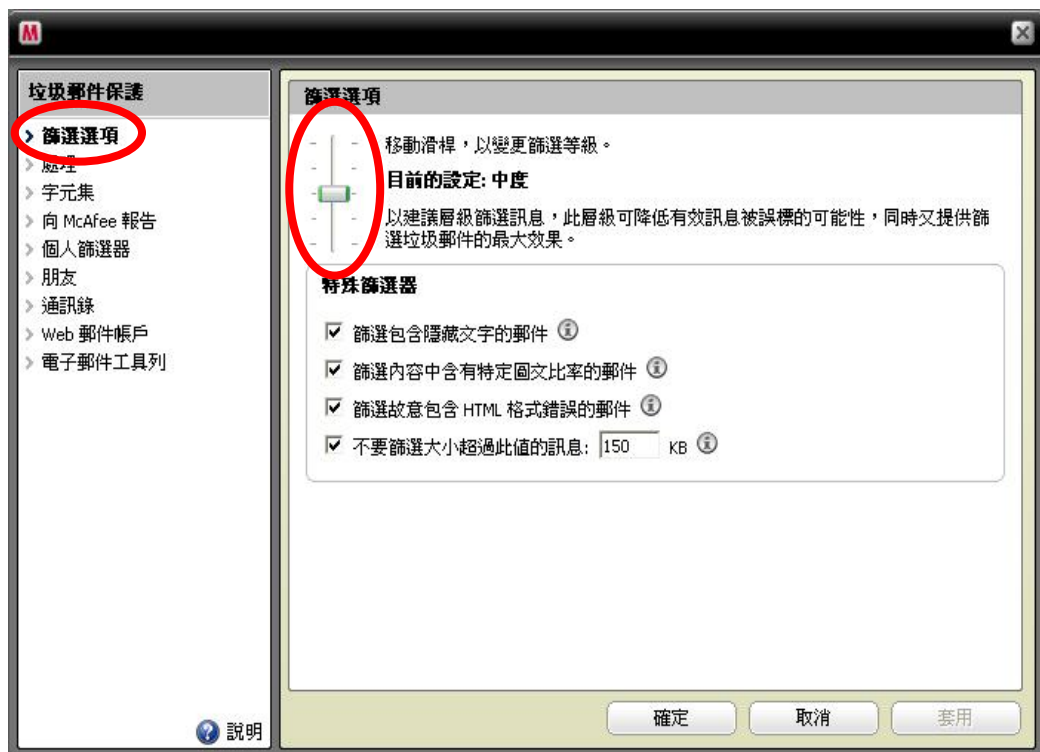 垃圾郵件保護
篩選選項
處理
字元集
向 McAfee 報告
個人篩選器
朋友
通訊錄
Web 郵件帳戶
電子郵件工具列
說明
篩選選項
移動滑桿，以變更篩選等級。
目前的設定: 中度
以建議層級篩選訊息，此層級可降低有效訊息被誤標的可能性，同時又提供篩
選垃圾郵件的最大效果。
特殊篩選器
篩選包含隱藏文字的郵件
篩選內容中含有特定圖文比率的郵件
篩選故意包含 HTML 格式錯誤的郵件
不要篩選大小超過此值的訊息: 150 KB
確定
取消
套用